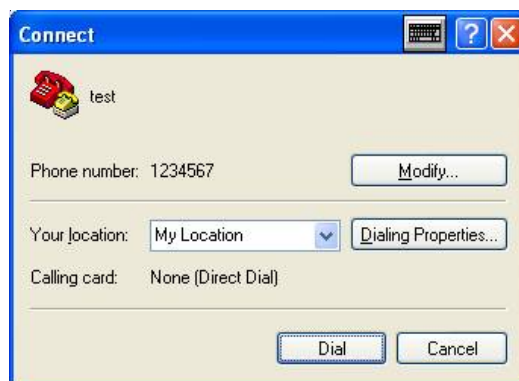 Connect
test
Phone number: 1234567 Modify...
Your location: My Location Dialing Properties...
Calling card: None (Direct Dial)
Dial Cancel